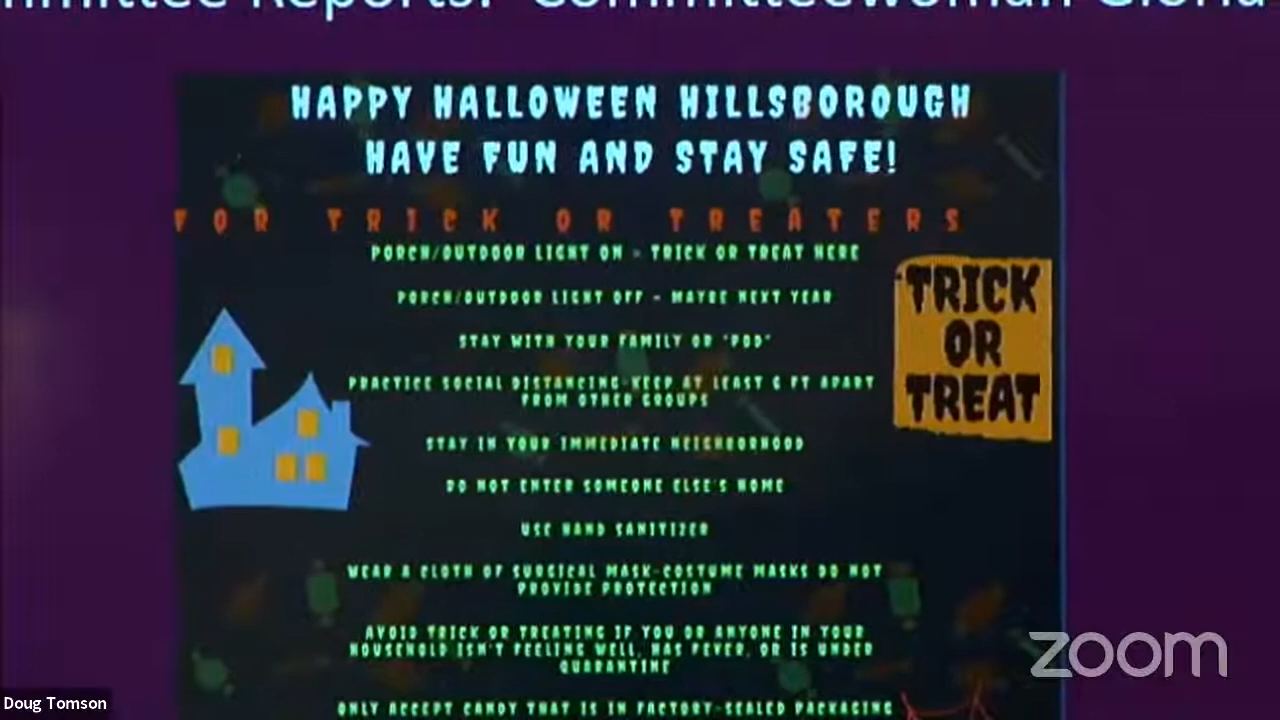 mmittee Reports: Committeewoman Gloria
HAPPY HALLOWEEN HILLSBOROUGH
HAVE FUN AND STAY SAFE!
FOR TRICK OR TREATERS
PORCH/OUTDOOR LIGHT ON - TRICK OR TREAT HERE
PORCH/OUTDOOR LIGHT OFF - MAYBE NEXT YEAR
STAY WITH YOUR FAMILY OR "POD"
PRACTICE SOCIAL DISTANCING-KEEP AT LEAST 6 FT APART
FROM OTHER GROUPS
STAY IN YOUR IMMEDIATE NEIGHBORHOOD
DO NOT ENTER SOMEONE ELSE'S HOME
USE HAND SANITIZER
WEAR A CLOTH OF SURGICAL MASK-COSTUME MASKS DO NOT
PROVIDE PROTECTION
AVOID TRICK OR TREATING IF YOU OR ANYONE IN YOUR
HOUSEHOLD ISN'T FEELING WELL, HAS FEVER, OR IS UNDER
QUARANTINE
ONLY ACCEPT CANDY THAT IS IN FACTORY-SEALED PACKAGING
TRICK
OR
TREAT
zoom
Doug Tomson